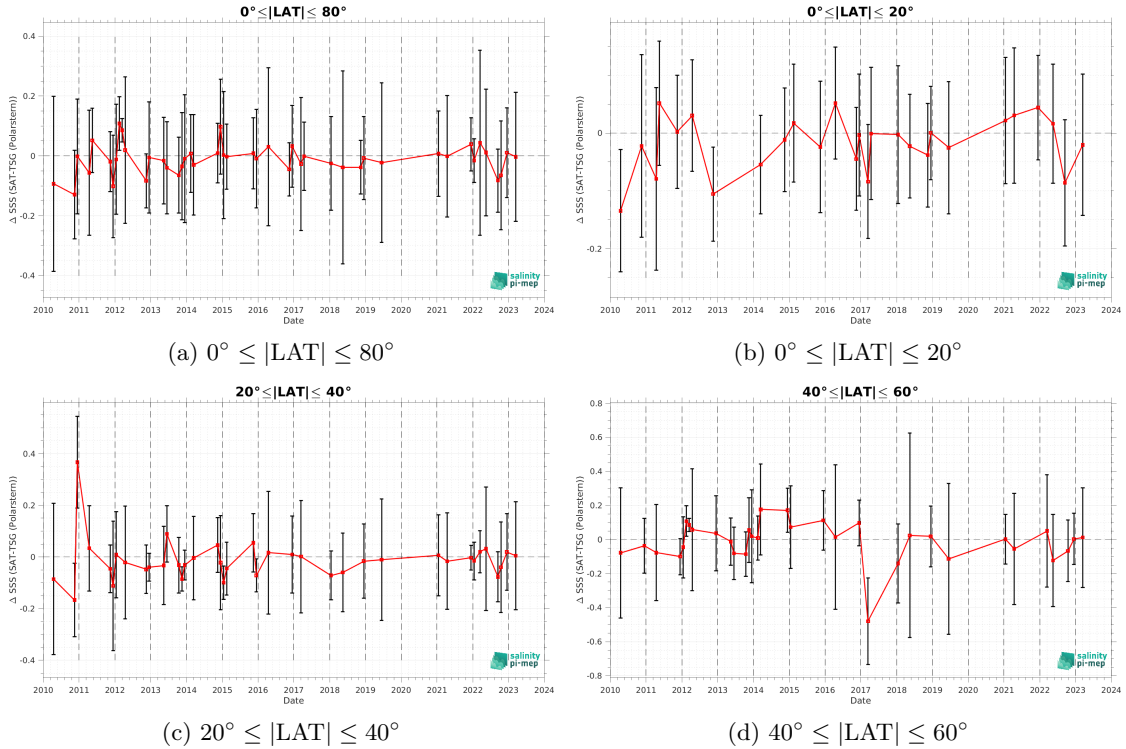 0°≤|LAT|≤ 80°
Δ SSS (SAT-TSG (Polarstern))
0.4
0.2
0
-0.2
-0.4
2010 2011 2012 2013 2014 2015 2016 2017 2018 2019 2020 2021 2022 2023 2024
Date
salinity
pi-mep
(a) 0° ≤ |LAT| ≤ 80°
0°≤|LAT|≤ 20°
Δ SSS (SAT-TSG (Polarstern))
0
-0.2
2010 2011 2012 2013 2014 2015 2016 2017 2018 2019 2020 2021 2022 2023 2024
Date
salinity
pi-mep
(b) 0° ≤ |LAT| ≤ 20°
20°≤|LAT|≤ 40°
Δ SSS (SAT-TSG (Polarstern))
0.4
0.2
0
-0.2
-0.4
2010 2011 2012 2013 2014 2015 2016 2017 2018 2019 2020 2021 2022 2023 2024
Date
salinity
pi-mep
(c) 20° ≤ |LAT| ≤ 40°
40°≤|LAT|≤ 60°
Δ SSS (SAT-TSG (Polarstern))
0.8
0.6
0.4
0.2
0
-0.2
-0.4
-0.6
-0.8
2010 2011 2012 2013 2014 2015 2016 2017 2018 2019 2020 2021 2022 2023 2024
Date
salinity
pi-mep
(d) 40° ≤ |LAT| ≤ 60°